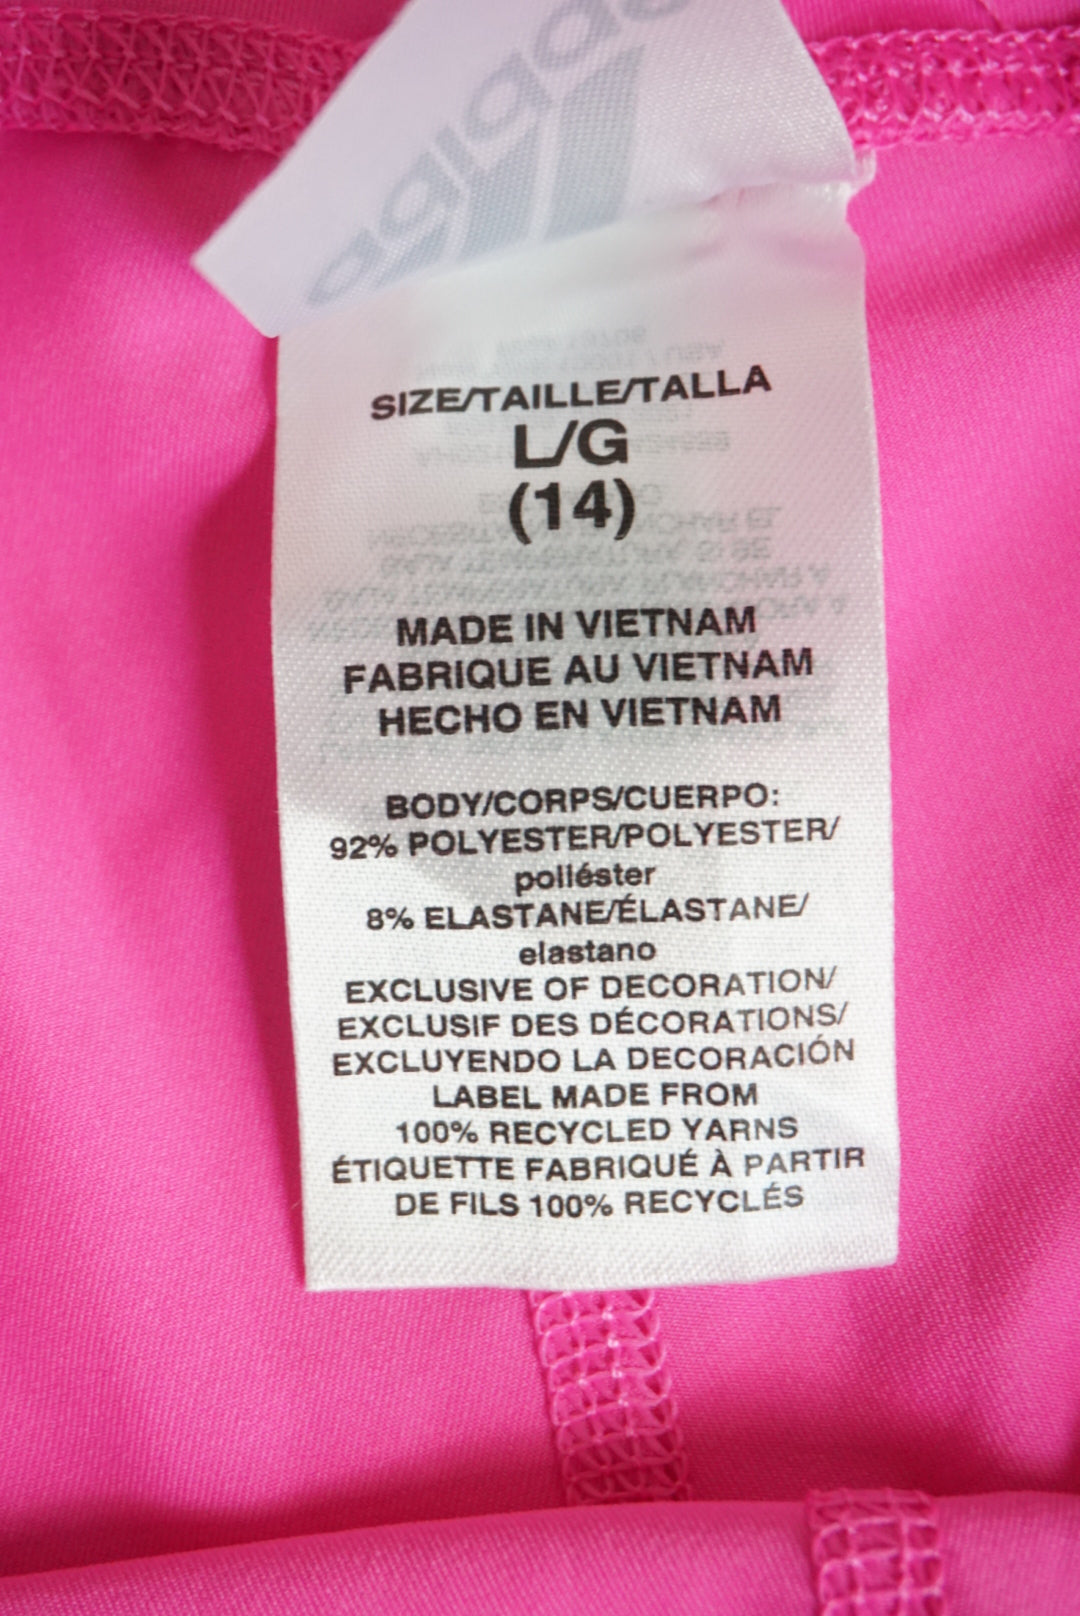 adidas
SIZE/TAILLE/TALLA
L/G
(14)
MADE IN VIETNAM
FABRIQUE AU VIETNAM
HECHO EN VIETNAM
BODY/CORPS/CUERPO:
92% POLYESTER/POLYESTER/
poliéster
8% ELASTANE/ÉLASTANE/
elastano
EXCLUSIVE OF DECORATION/
EXCLUSIF DES DÉCORATIONS/
EXCLUYENDO LA DECORACIÓN
LABEL MADE FROM
100% RECYCLED YARNS
ÉTIQUETTE FABRIQUÉ À PARTIR
DE FILS 100% RECYCLÉS